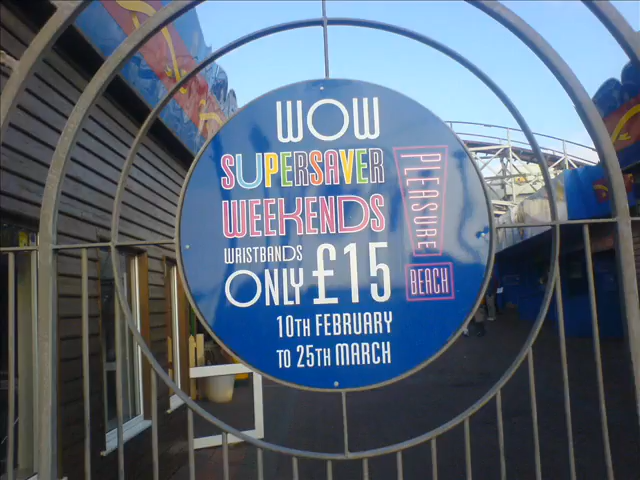 WOW
SUPERSAVER
WEEKENDS
WRISTBANDS
ONLY £15
10TH FEBRUARY
TO 25TH MARCH
PLEASURE
BEACH